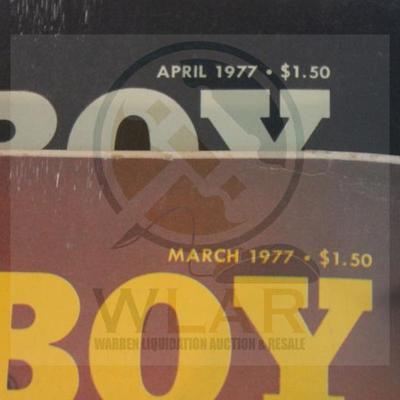 APRIL 1977 • $1.50
BOY
MARCH 1977 • $1.50
BOY
WLAR
WARREN LIQUIDATION AUCTION & RESALE